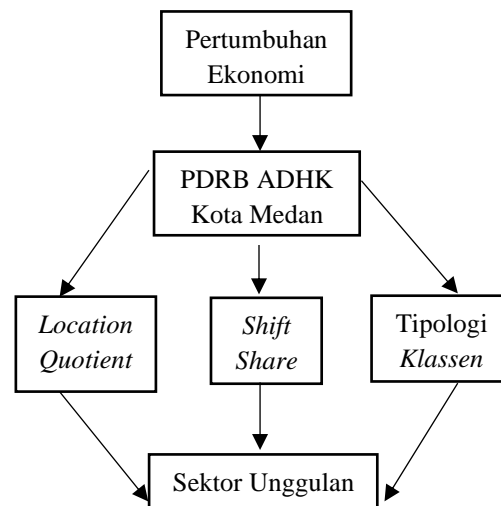 Pertumbuhan
Ekonomi
PDRB ADHK
Kota Medan
Location
Quotient
Shift
Share
Tipologi
Klassen
Sektor Unggulan